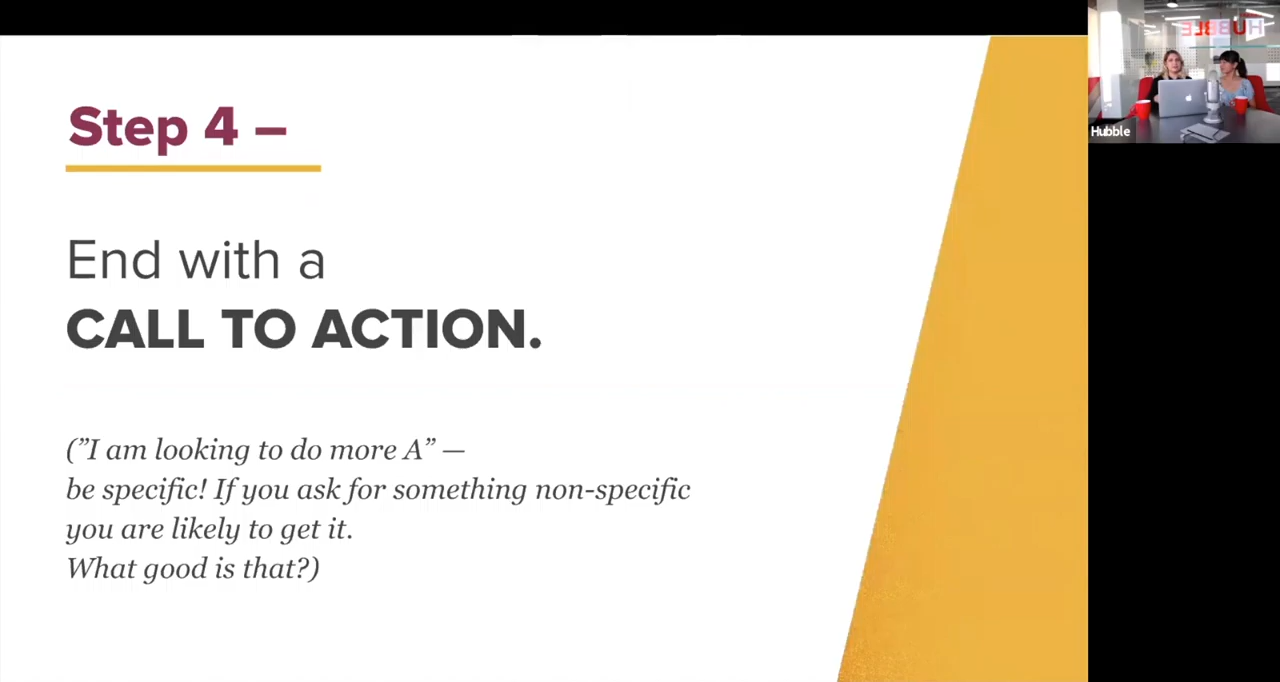 Step 4 –
End with a
CALL TO ACTION.
(”I am looking to do more A” —
be specific! If you ask for something non-specific
you are likely to get it.
What good is that?)
HUBBLE
Hubble